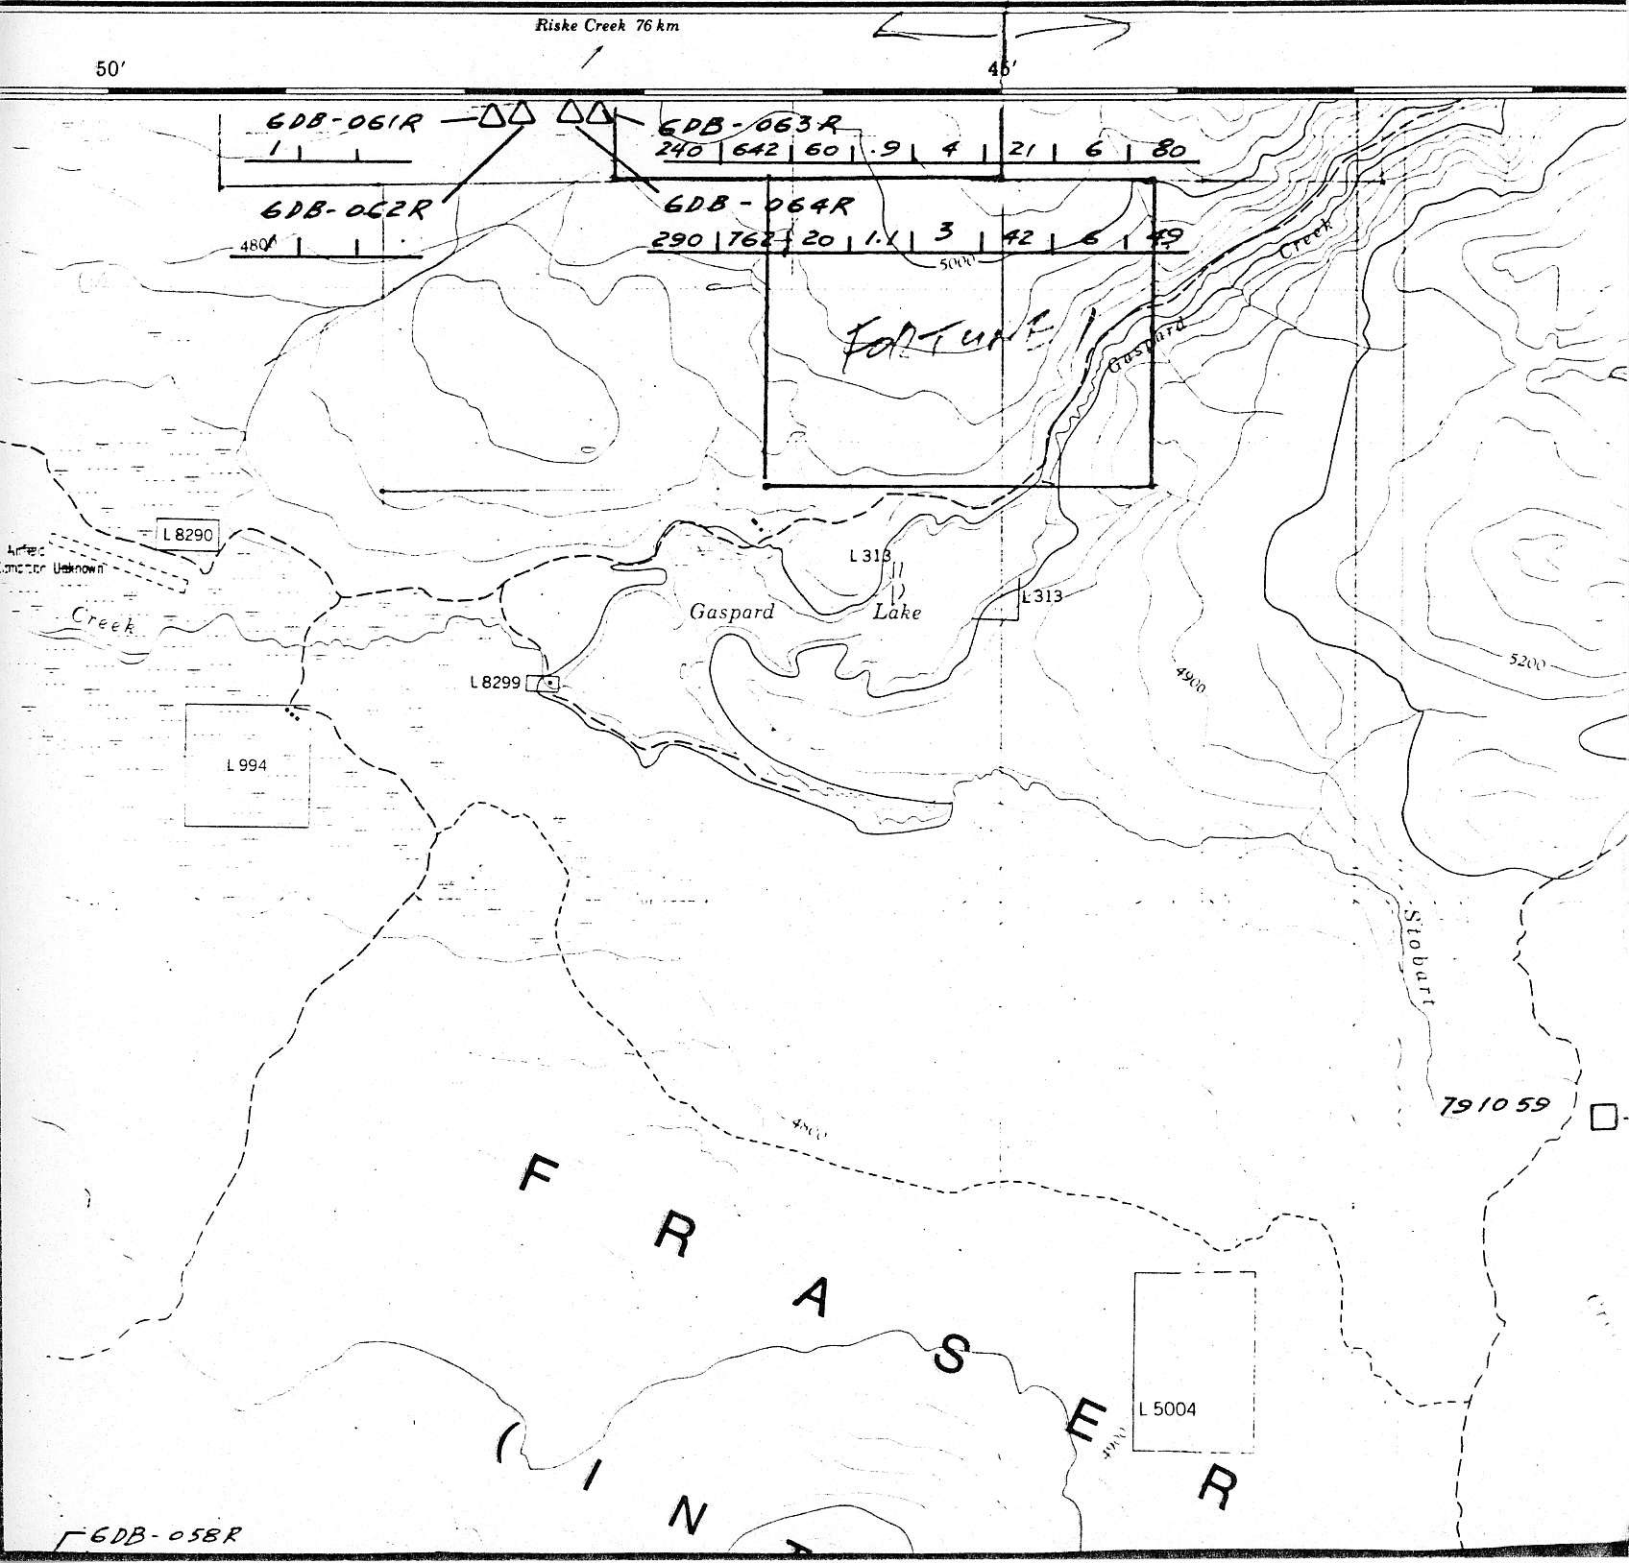 Riske Creek 76 km
50' 45'
6DB-061R 6DB-063R
1 240 642 60 .9 4 21 6 80
6DB-062R 6DB-064R
4800 290 762 20 1.1 3 42 6 49
5000
Creek
Gaspard
FORTUNE 1
L 8290
Unknown
L 313
L 313
Creek
Gaspard Lake
5200
4900
L 8299
L 994
Stobart
791059
4800
F
R
A
S
E
L 5004
4900
R
( I N A
6DB-058R